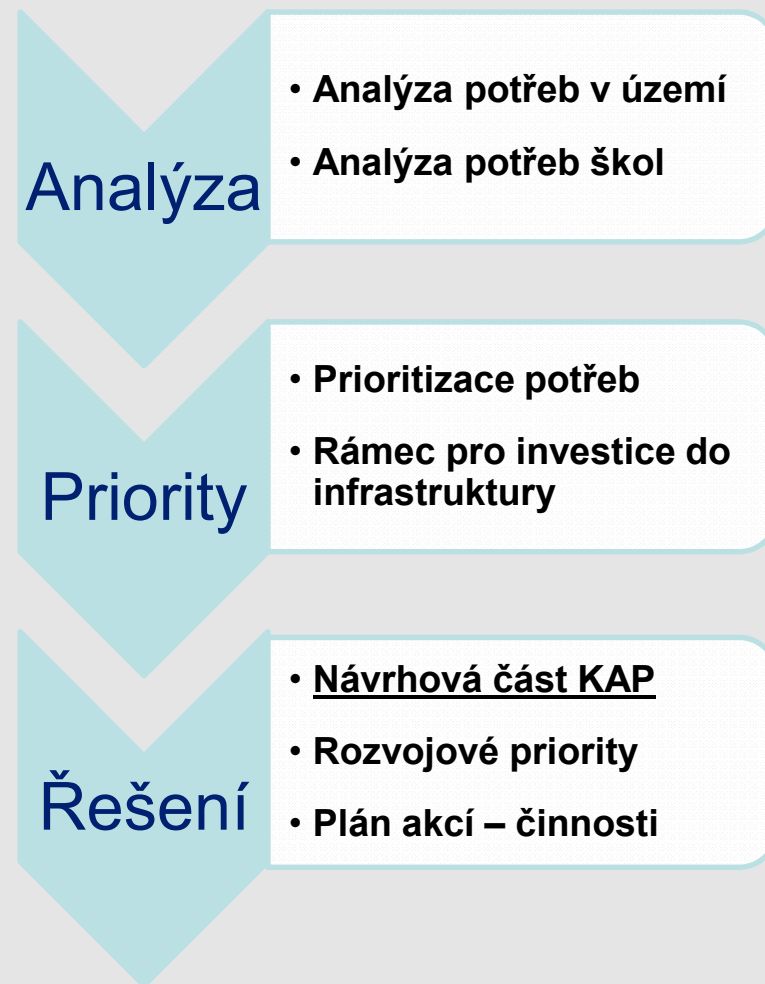 Analýza
• Analýza potřeb v území
• Analýza potřeb škol
Priority
• Prioritizace potřeb
• Rámec pro investice do
infrastruktury
Řešení
• Návrhová část KAP
• Rozvojové priority
• Plán akcí – činnosti